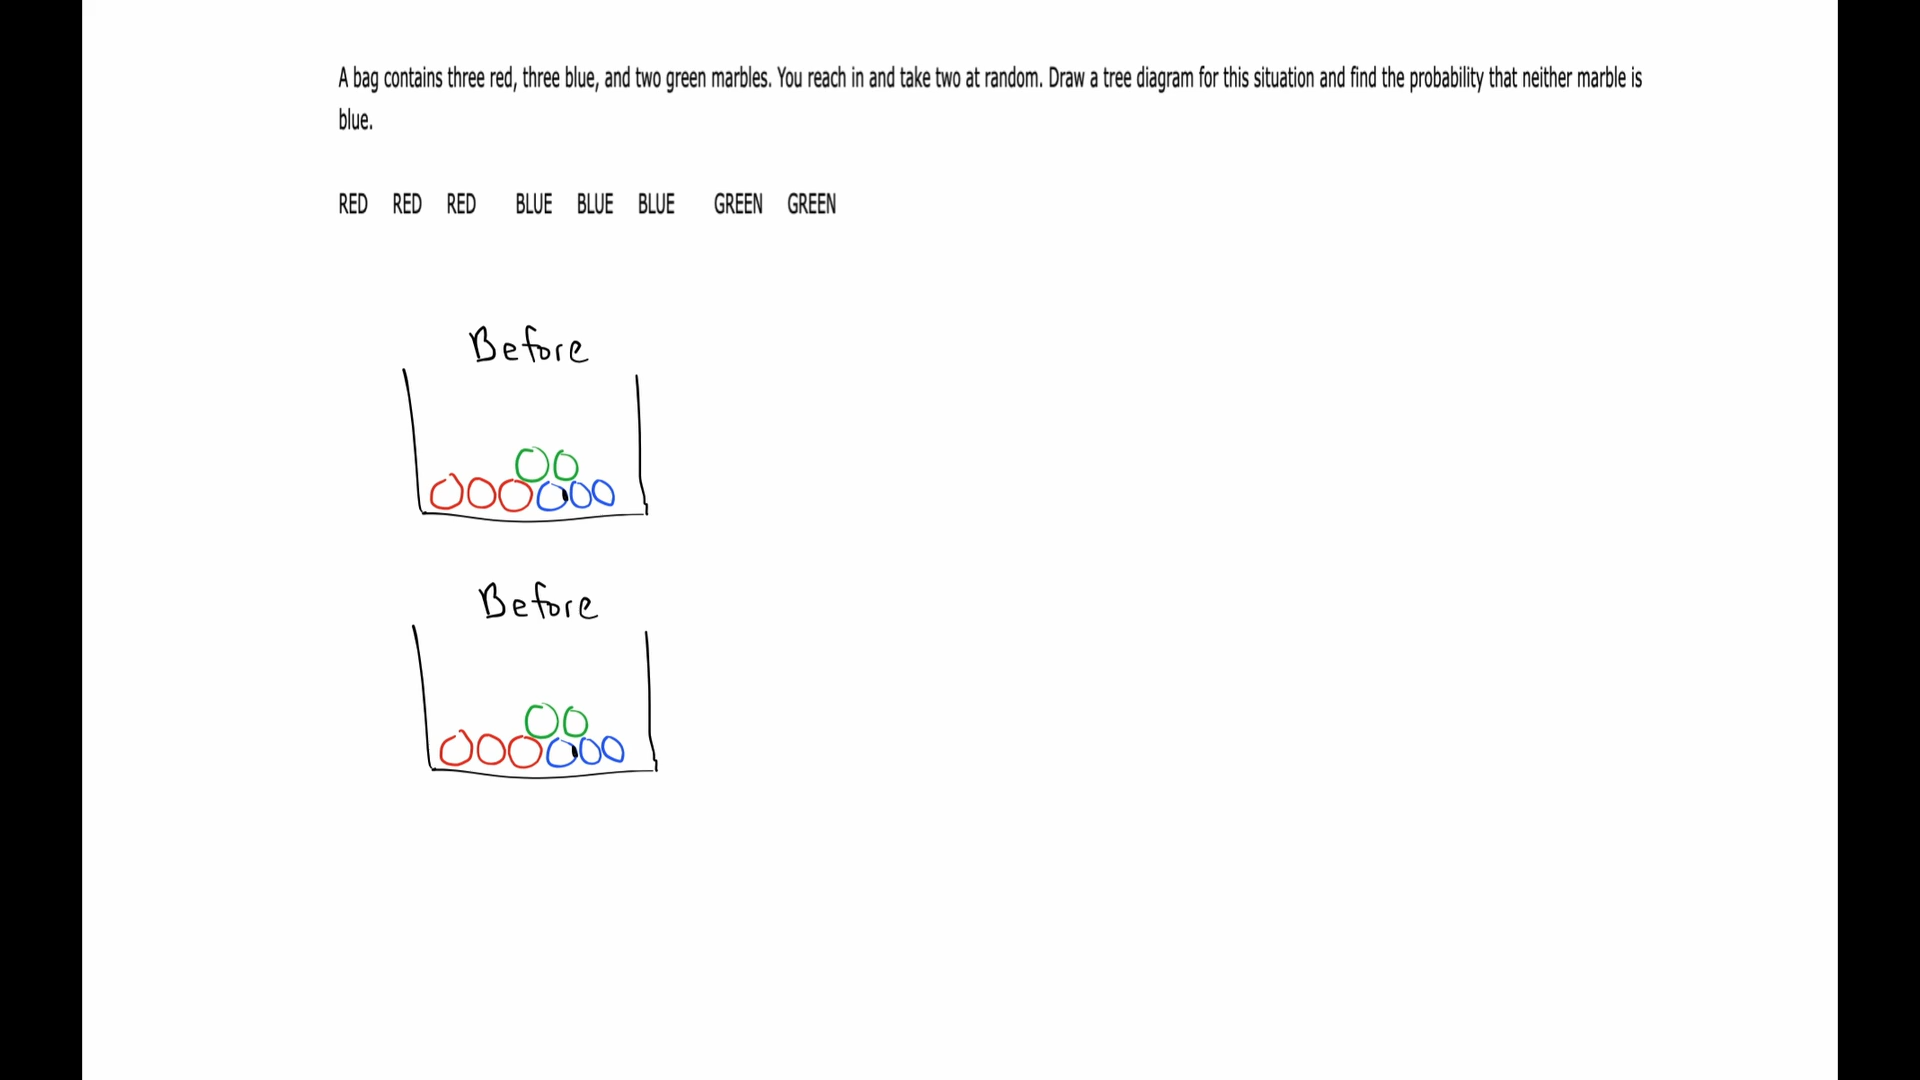 A bag contains three red, three blue, and two green marbles. You reach in and take two at random. Draw a tree diagram for this situation and find the probability that neither marble is
blue.
RED RED RED BLUE BLUE BLUE GREEN GREEN
Before
Before